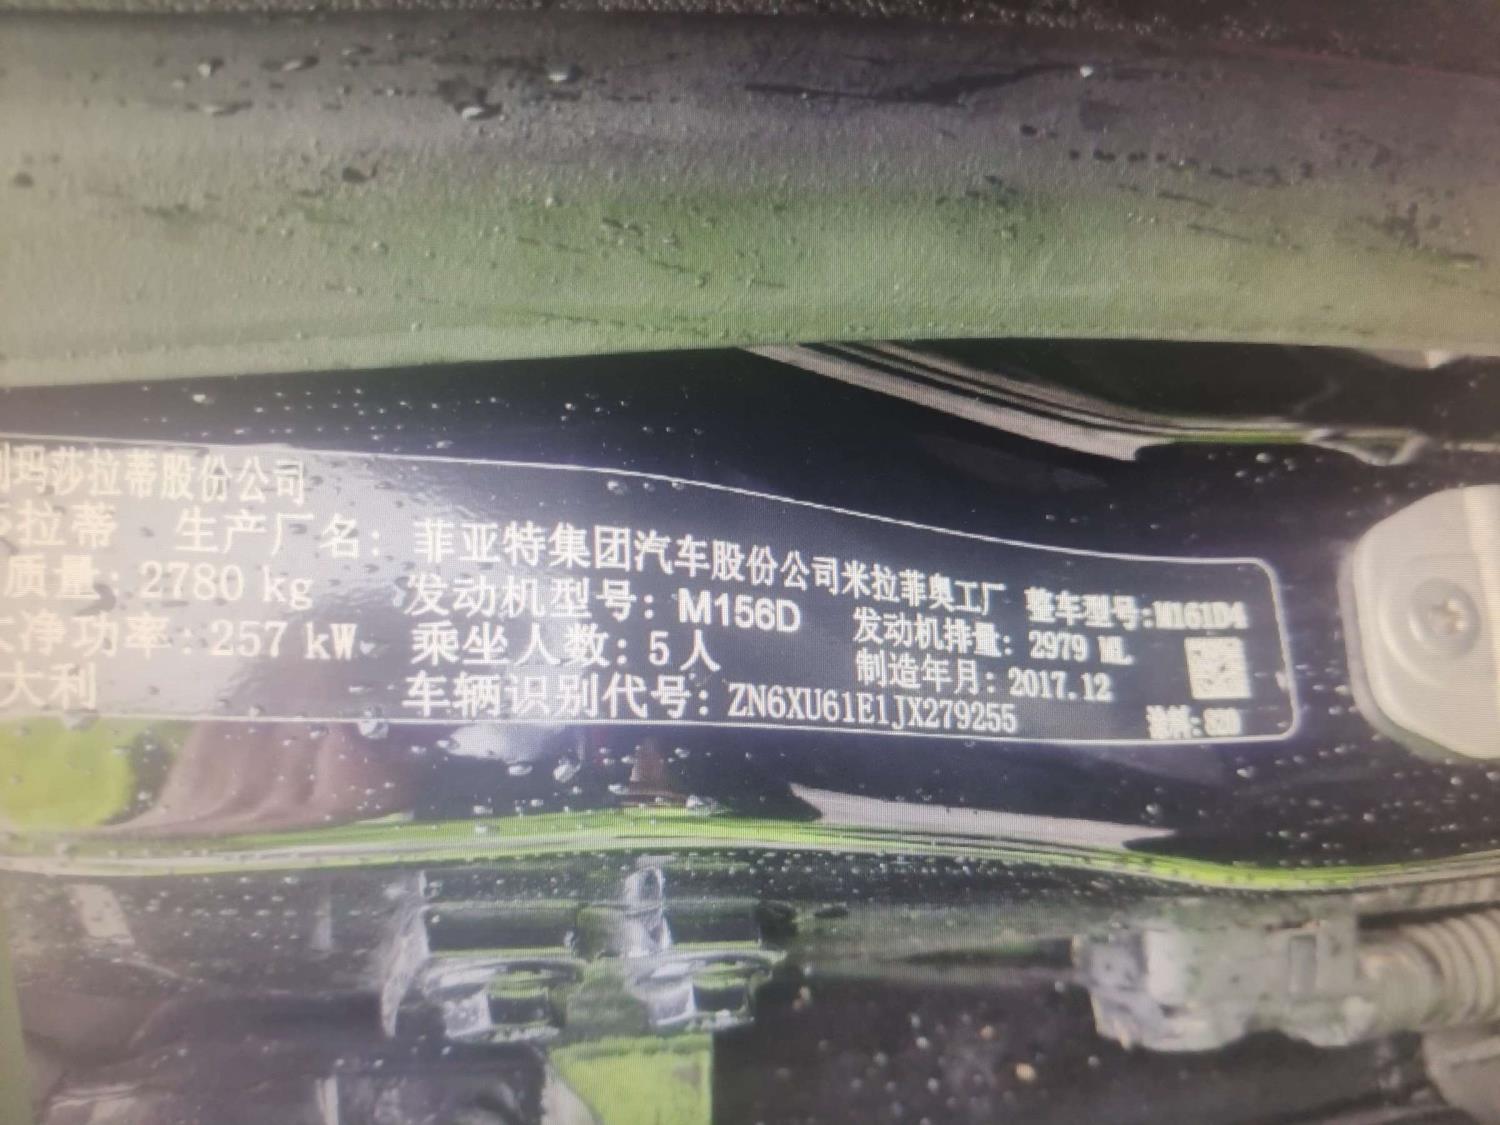 利玛莎拉蒂股份公司
莎拉蒂 生产厂名：菲亚特集团汽车股份公司米拉菲奥工厂 整车型号：M161D4
质量：2780 kg 发动机型号：M156D 发动机排量：2979 ML
大净功率：257 kW 乘坐人数：5人 制造年月：2017.12
大利 车辆识别代号：ZN6XU61E1JX279255 涂料：